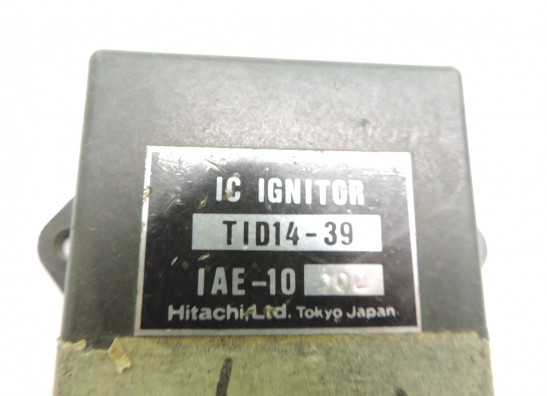 IC IGNITOR
TID14-39
IAE-10
Hitachi, Ltd. Tokyo Japan